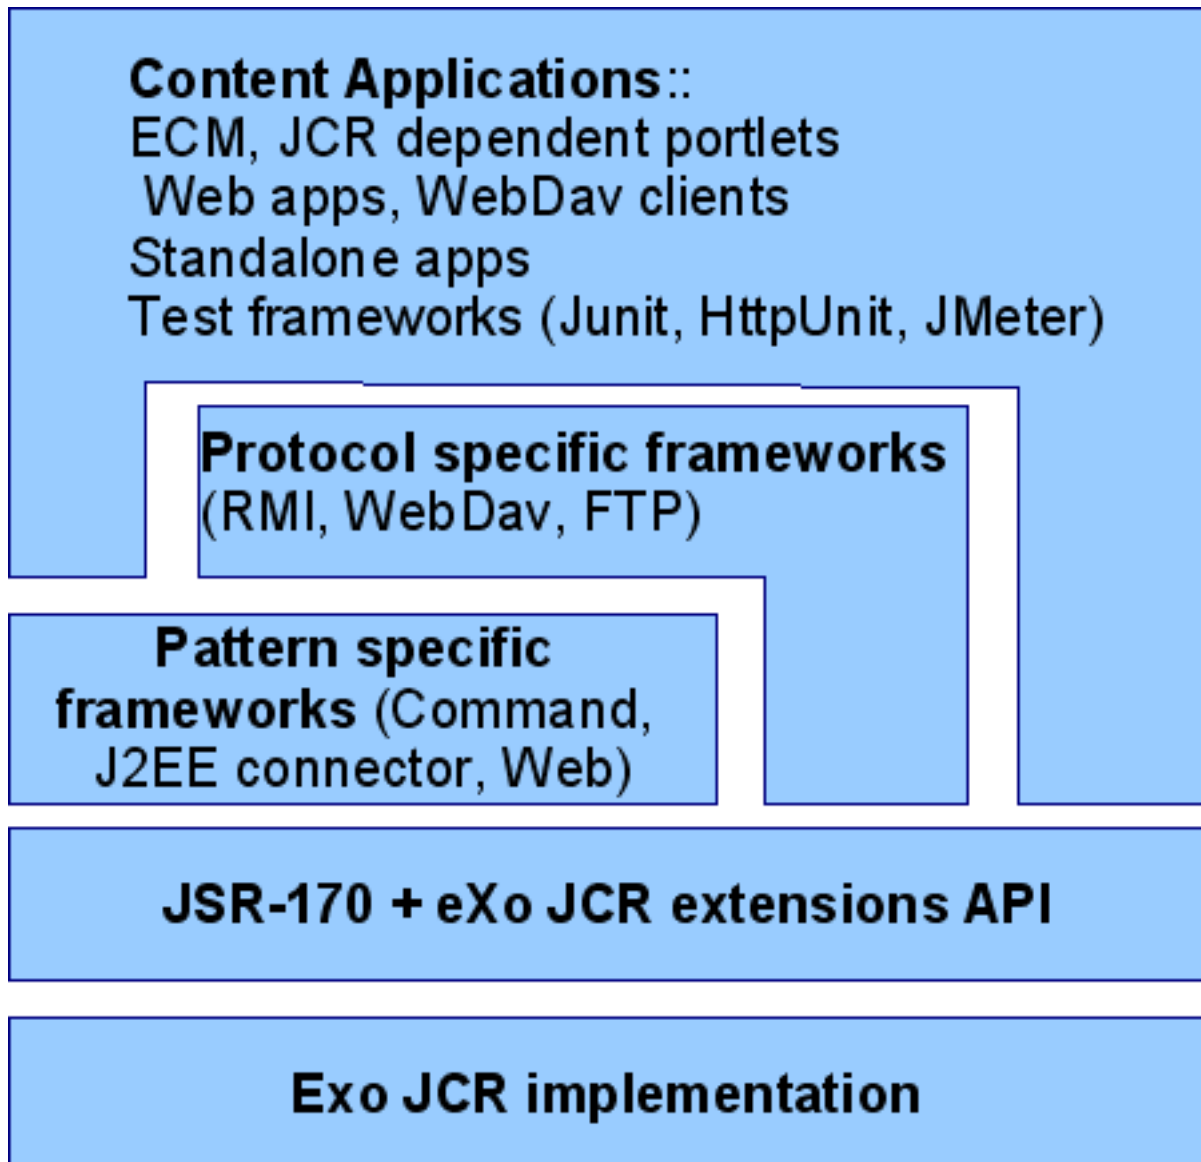 Content Applications::
ECM, JCR dependent portlets
Web apps, WebDav clients
Standalone apps
Test frameworks (Junit, HttpUnit, JMeter)
Protocol specific frameworks
(RMI, WebDav, FTP)
Pattern specific
frameworks (Command,
J2EE connector, Web)
JSR-170 + eXo JCR extensions API
Exo JCR implementation